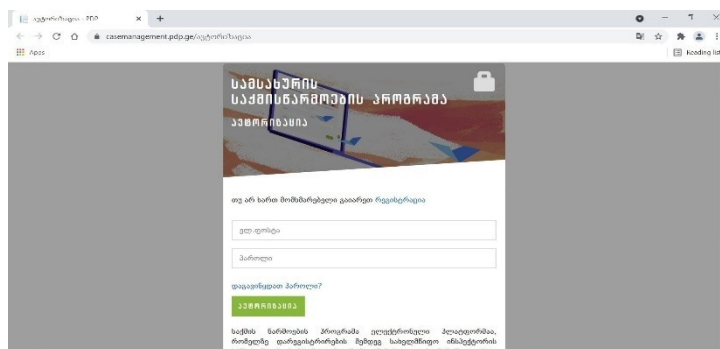 ავტორიზაცია - PDP
casemanagement.pdp.ge/ავტორიზაცია
Apps
Reading list
სამსახურის
საქმისწარმოების პროგრამა
ავტორიზაცია
თუ არ ხართ მომხმარებელი გაიარეთ რეგისტრაცია
ელ.ფოსტა
პაროლი
დაგავიწყდათ პაროლი?
ავტორიზაცია
საქმის წარმოების პროგრამა ელექტრონული პლატფორმაა,
რომელზე დარეგისტრირების შემდეგ სახელმწიფო ინსპექტორის